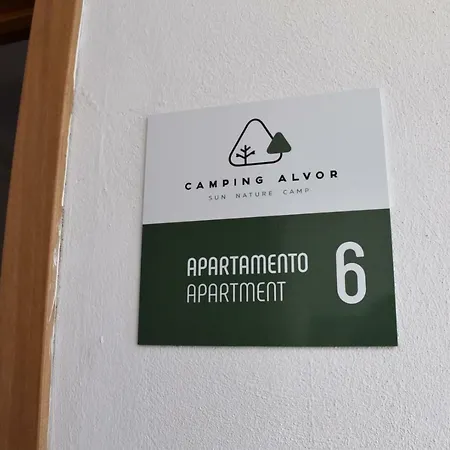 CAMPING ALVOR
SUN NATURE CAMP
APARTAMENTO
APARTMENT
6